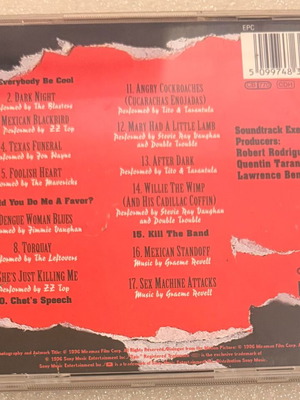 EPC
Everybody Be Cool
2. Dark Night
Performed by The Blasters
Mexican Blackbird
Performed by ZZ Top
4. Texas Funeral
Performed by Jon Wayne
5. Foolish Heart
Performed by The Mavericks
Would You Do Me A Favor?
Dengue Woman Blues
Performed by Jimmie Vaughan
8. Torquay
Performed by The Leftovers
She's Just Killing Me
Performed by ZZ Top
0. Chet's Speech
11. Angry Cockroaches
(Cucarachas Enojadas)
Performed by Tito & Tarantula
12. Mary Had A Little Lamb
Performed by Stevie Ray Vaughan
and Double Trouble
13. After Dark
Performed by Tito & Tarantula
14. Willie The Wimp
(And His Cadillac Coffin)
Performed by Stevie Ray Vaughan
and Double Trouble
15. Kill The Band
16. Mexican Standoff
Music by Graeme Revell
17. Sex Machine Attacks
Music by Graeme Revell
5 099748 3
Soundtrack Exe
Producers:
Robert Rodrig
Quentin Taran
Lawrence Ben